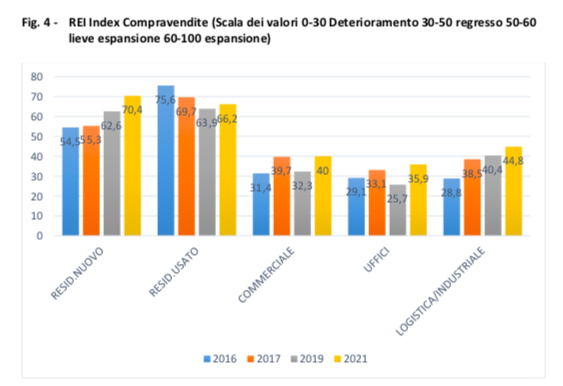 Fig. 4 - REI Index Compravendite (Scala dei valori 0-30 Deterioramento 30-50 regresso 50-60
lieve espansione 60-100 espansione)
80
70
60
50
40
30
20
10
0
54,5 55,3 62,6 70,4
75,6 69,7 63,9 66,2
31,4 39,7 32,3 40
29,1 33,1 25,7 35,9
28,8 38,5 40,4 44,8
RESID.NUOVO
RESID.USATO
COMMERCIALE
UFFICI
LOGISTICA/INDUSTRIALE
2016 2017 2019 2021